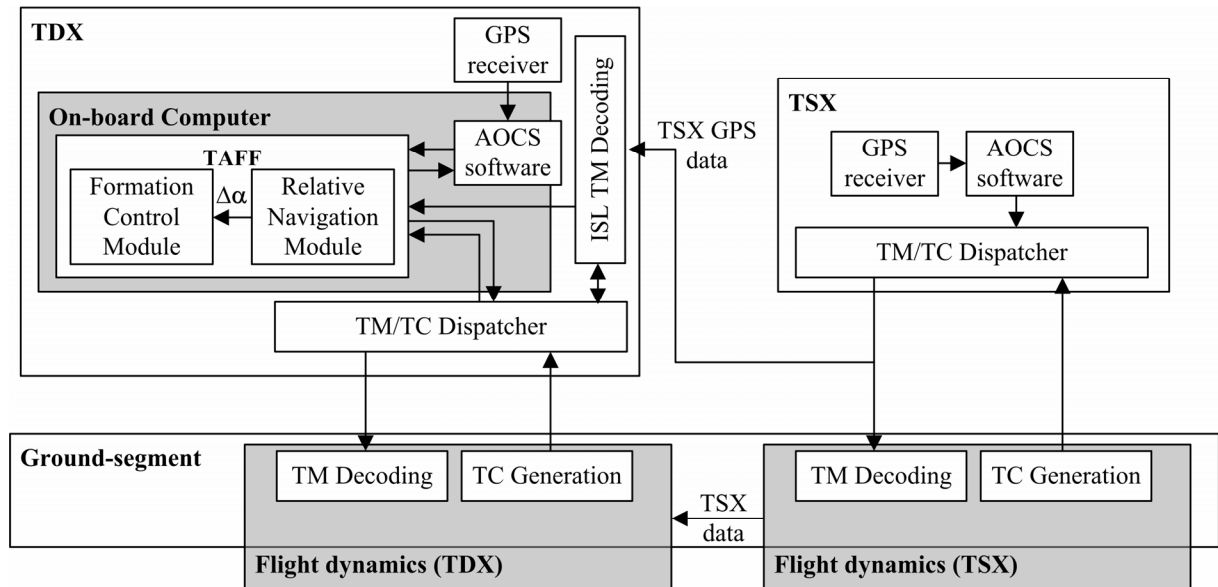 TDX
GPS
receiver
ISL TM Decoding
On-board Computer
AOCS
software
TAFF
Formation
Control
Module
Δα
Relative
Navigation
Module
TM/TC Dispatcher
TSX GPS
data
TSX
GPS
receiver
AOCS
software
TM/TC Dispatcher
Ground-segment
TM Decoding
TC Generation
Flight dynamics (TDX)
TSX
data
TM Decoding
TC Generation
Flight dynamics (TSX)